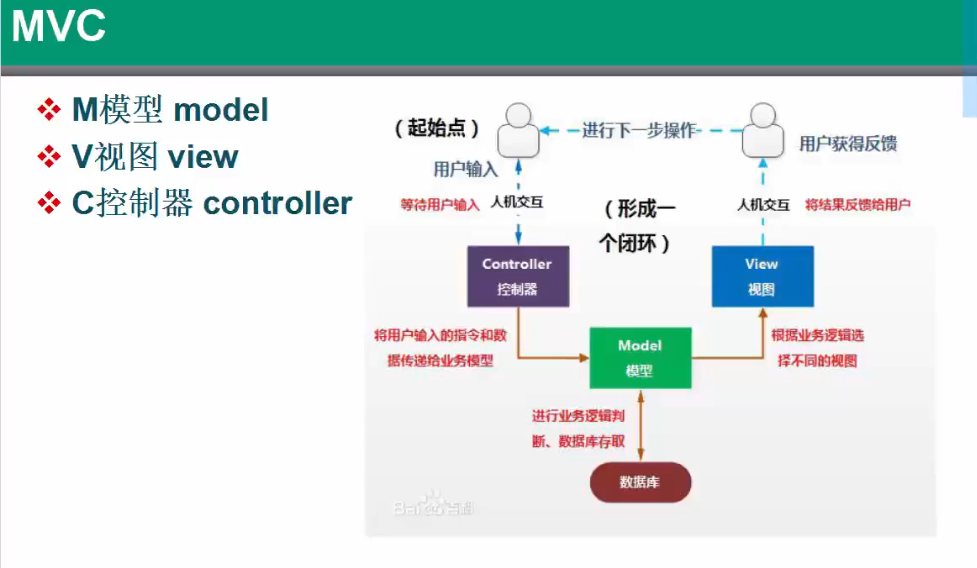 MVC
M模型 model
V视图 view
C控制器 controller
（起始点）
进行下一步操作
用户获得反馈
用户输入
等待用户输入
人机交互
（形成一
个闭环）
人机交互
将结果反馈给用户
Controller
控制器
View
视图
将用户输入的指令和数
据传递给业务模型
Model
模型
根据业务逻辑选
择不同的视图
进行业务逻辑判
断、数据库存取
数据库
Baidu百科